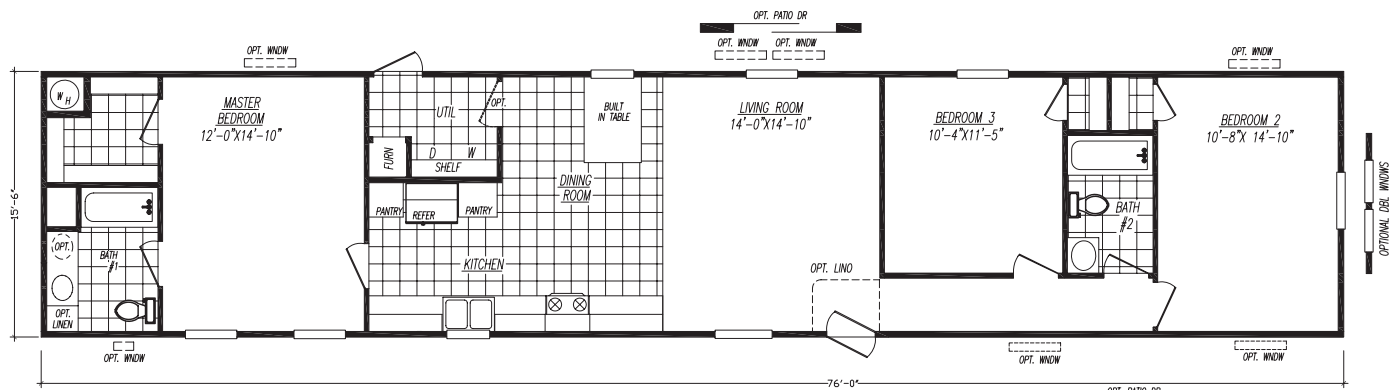 OPT. PATIO DR
OPT. WNDW
OPT. WNDW
OPT. WNDW
OPT. WNDW
W H
MASTER
BEDROOM
12'-0"X14'-10"
UTIL
OPT.
BUILT
IN TABLE
LIVING ROOM
14'-0"X14'-10"
BEDROOM 3
10'-4"X11'-5"
BEDROOM 2
10'-8"X 14'-10"
FURN
D W
SHELF
DINING
ROOM
PANTRY
REFER
PANTRY
15'-6"
OPTIONAL DBL WNDWS
BATH
#2
OPT.
BATH
#1
KITCHEN
OPT. LINO
OPT.
LINEN
OPT. WNDW
OPT. WNDW
OPT. WNDW
76'-0"
OPT. PATIO DR